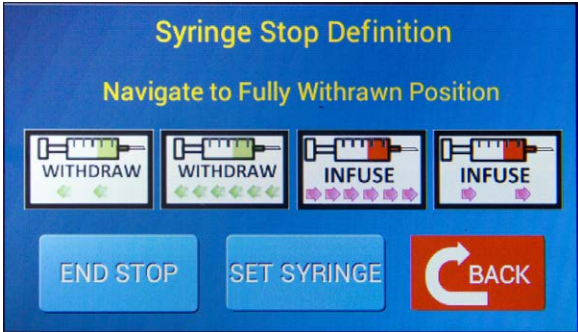 Syringe Stop Definition
Navigate to Fully Withrawn Position
WITHDRAW
WITHDRAW
INFUSE
INFUSE
END STOP
SET SYRINGE
BACK